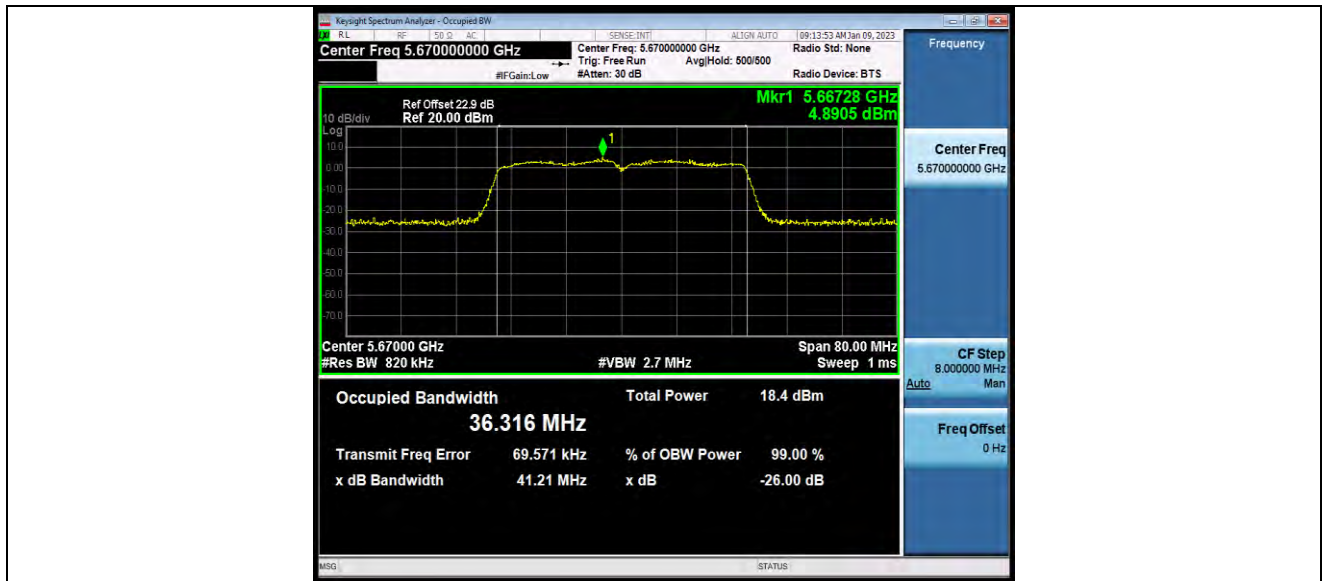 Keysight Spectrum Analyzer - Occupied BW
RL RF 50 Ω AC SENSE:INT ALIGN AUTO 09:13:53 AM Jan 09, 2023
Center Freq 5.670000000 GHz
Center Freq: 5.670000000 GHz
Radio Std: None
Trig: Free Run Avg|Hold: 500/500
#IFGain:Low
#Atten: 30 dB
Radio Device: BTS
Frequency
Mkr1 5.66728 GHz
4.8905 dBm
Ref Offset 22.9 dB
10 dB/div Ref 20.00 dBm
Log
10.0
0.00
-10.0
-20.0
-30.0
-40.0
-50.0
-60.0
-70.0
1
Center 5.67000 GHz
Span 80.00 MHz
#Res BW 820 kHz
#VBW 2.7 MHz
Sweep 1 ms
Center Freq
5.670000000 GHz
CF Step
8.000000 MHz
Auto Man
Freq Offset
0 Hz
Occupied Bandwidth
36.316 MHz
Total Power 18.4 dBm
Transmit Freq Error 69.571 kHz
% of OBW Power 99.00 %
x dB Bandwidth 41.21 MHz
x dB -26.00 dB
MSG
STATUS